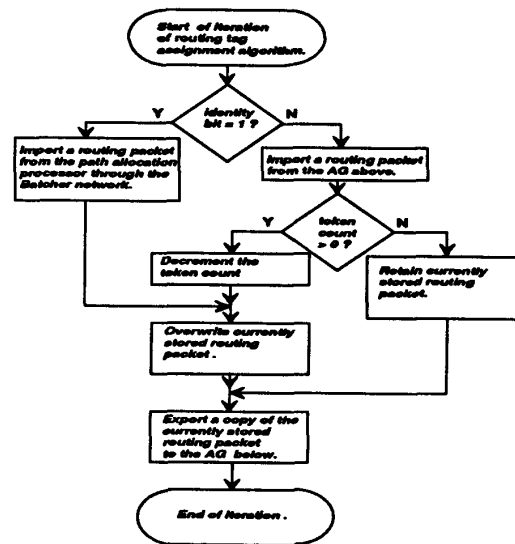 Start of iteration
of routing tag
assignment algorithm.
Y
identity
bit = 1 ?
N
Import a routing packet
from the path allocation
processor through the
Batcher network.
Import a routing packet
from the AG above.
Y
token
count
> 0 ?
N
Decrement the
token count
Retain currently
stored routing
packet.
Overwrite currently
stored routing
packet .
Export a copy of the
currently stored
routing packet
to the AG below.
End of Iteration .